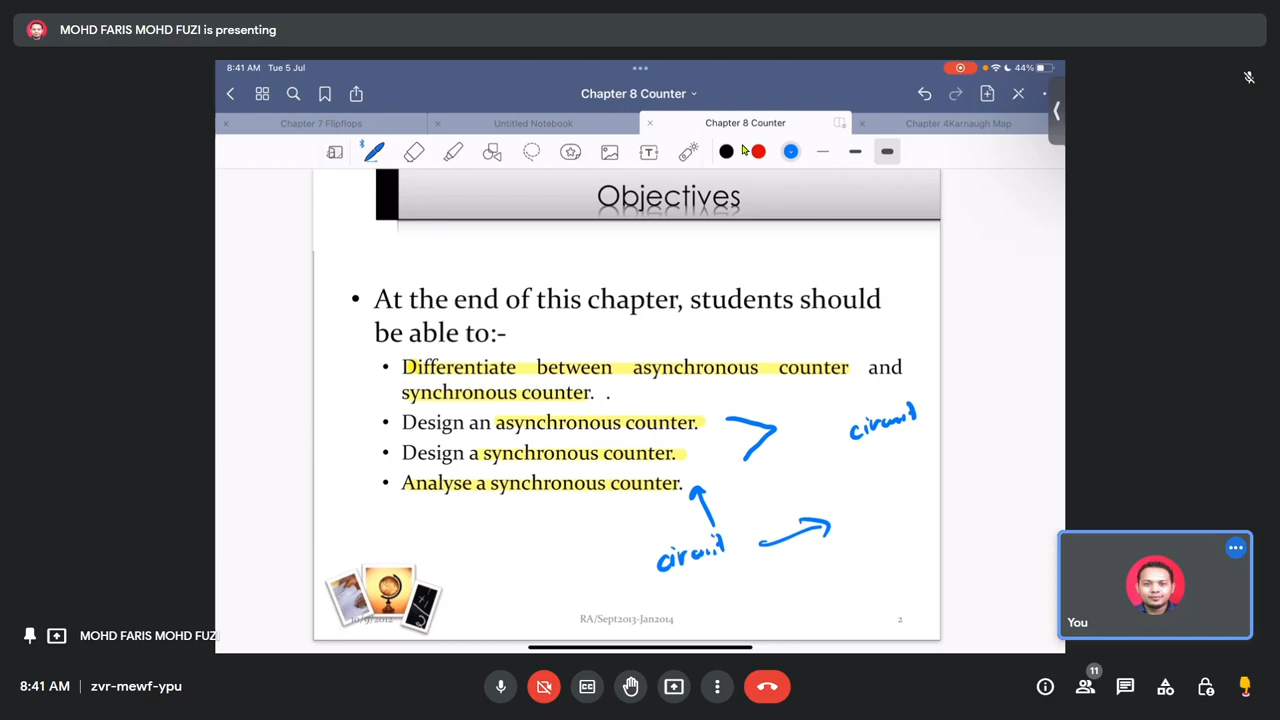 MOHD FARIS MOHD FUZI is presenting
8:41 AM Tue 5 Jul
44%
Chapter 8 Counter
Chapter 7 Flipflops
Untitled Notebook
Chapter 8 Counter
Chapter 4Karnaugh Map
Objectives
• At the end of this chapter, students should
be able to:-
• Differentiate between asynchronous counter and
synchronous counter. .
• Design an asynchronous counter.
• Design a synchronous counter.
• Analyse a synchronous counter.
circuit
circuit
RA/Sept2013-Jan2014
2
You
MOHD FARIS MOHD FUZI
8:41 AM zvr-mewf-ypu
11